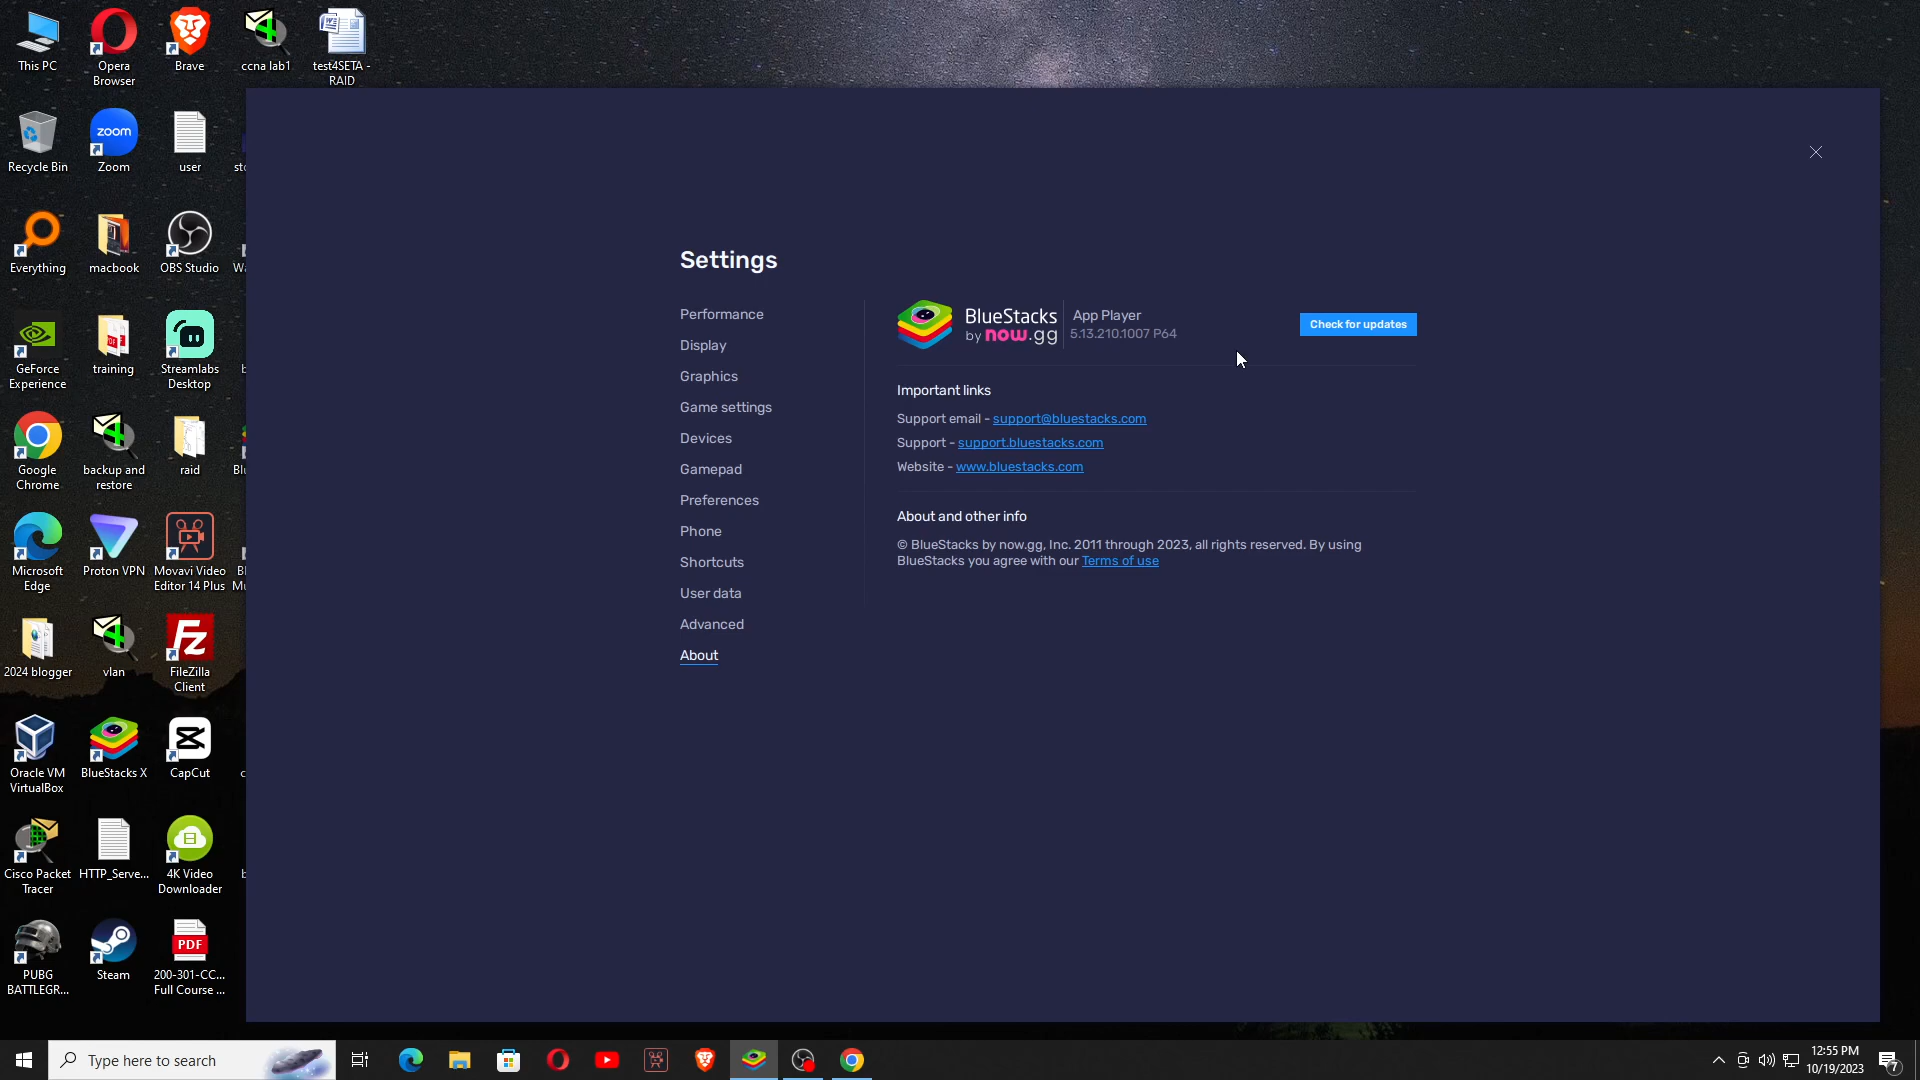 This PC
Opera
Browser
Brave
ccna lab1
test4SETA -
RAID
Recycle Bin
zoom
Zoom
user
Everything
macbook
OBS Studio
GeForce
Experience
training
Streamlabs
Desktop
Google
Chrome
backup and
restore
raid
Microsoft
Edge
Proton VPN
Movavi Video
Editor 14 Plus
2024 blogger
vlan
FileZilla
Client
Oracle VM
VirtualBox
BlueStacks X
CapCut
Cisco Packet
Tracer
HTTP_Serve...
4K Video
Downloader
PUBG
BATTLEGR...
Steam
PDF
200-301-CC...
Full Course ...
Settings
Performance
Display
Graphics
Game settings
Devices
Gamepad
Preferences
Phone
Shortcuts
User data
Advanced
About
BlueStacks
by now.gg
App Player
5.13.210.1007 P64
Check for updates
Important links
Support email - support@bluestacks.com
Support - support.bluestacks.com
Website - www.bluestacks.com
About and other info
© BlueStacks by now.gg, Inc. 2011 through 2023, all rights reserved. By using
BlueStacks you agree with our Terms of use
Type here to search
12:55 PM
10/19/2023
7